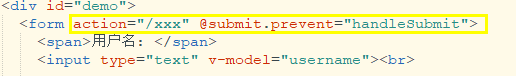 <div id="demo">
<form action="/xxx" @submit.prevent="handleSubmit">
<span>用户名: </span>
<input type="text" v-model="username"><br>